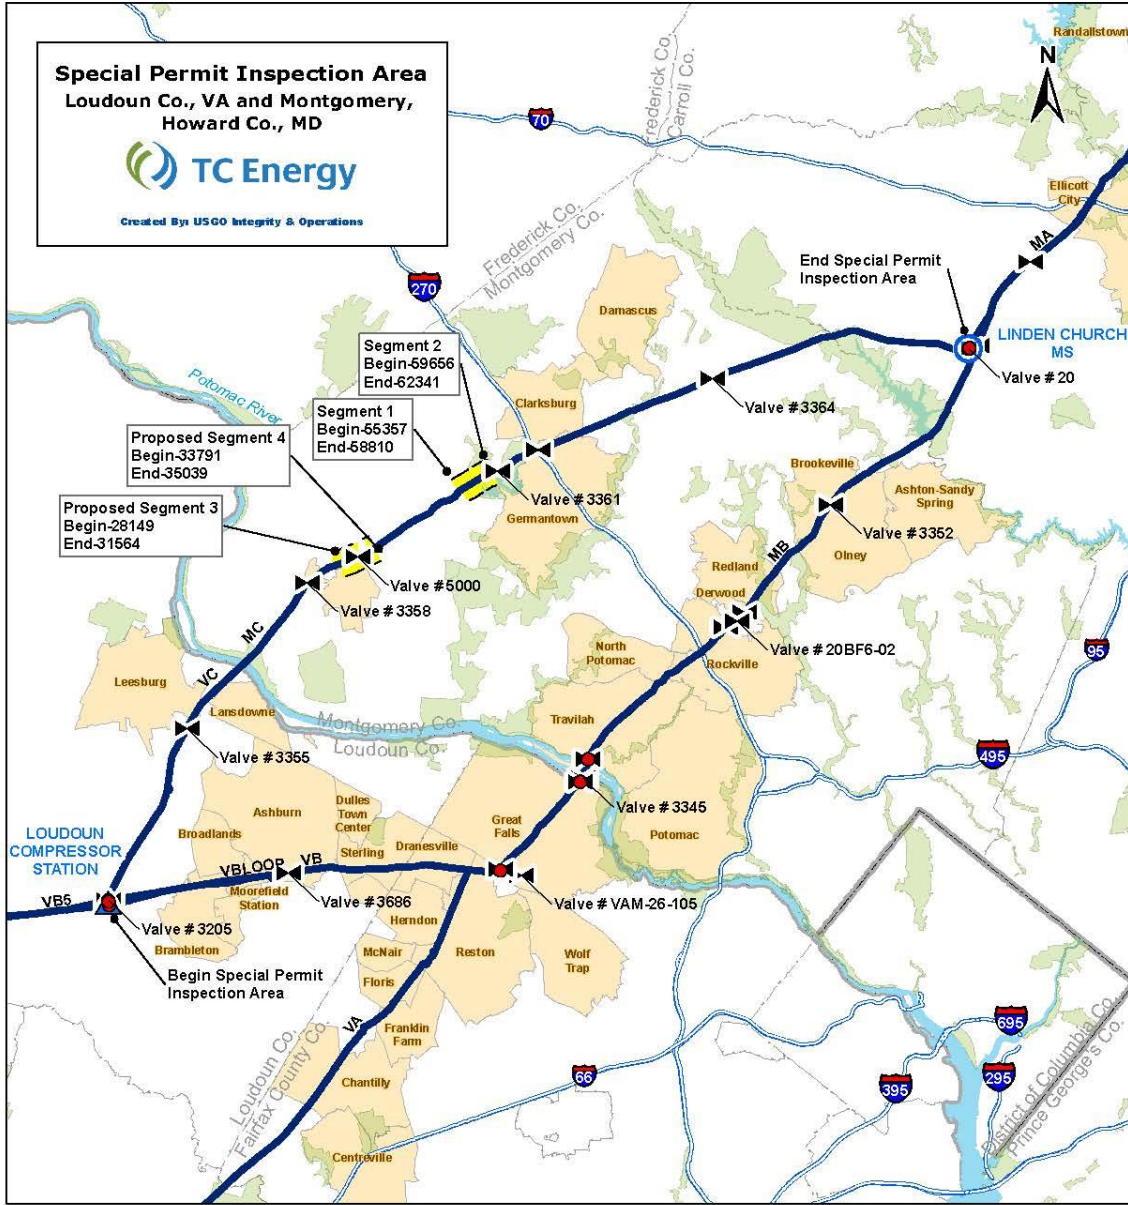 Special Permit Inspection Area
Loudoun Co., VA and Montgomery,
Howard Co., MD
TC Energy
Created By: USGO Integrity & Operations
70
Frederick Co.
Carroll Co.
Randallstown
N
Ellicott
City
MA
Frederick Co.
Montgomery Co.
270
End Special Permit
Inspection Area
Damascus
LINDEN CHURCH
MS
Valve # 20
Segment 2
Begin-59656
End-62341
Potomac River
Segment 1
Begin-55357
End-58810
Clarksburg
Valve # 3364
Proposed Segment 4
Begin-33791
End-35039
Brookeville
Ashton-Sandy
Spring
Valve # 3361
Germantown
Proposed Segment 3
Begin-28149
End-31564
Valve # 3352
Olney
MB
Redland
Derwood
Valve # 5000
Valve # 3358
MC
Valve # 20BF6-02
Rockville
North
Potomac
95
VC
Leesburg
Lansdowne
Travilah
Montgomery Co.
Loudoun Co.
Valve # 3355
495
Valve # 3345
Ashburn
Dulles
Town
Center
Great
Falls
Potomac
Broadlands
Sterling
Dranesville
LOUDOUN
COMPRESSOR
STATION
VBLOOP
VB
Moorefield
Station
VB5
Valve # 3686
Valve # VAM-26-105
Valve # 3205
Herndon
Brambleton
McNair
Reston
Wolf
Trap
Begin Special Permit
Inspection Area
Floris
VA
Franklin
Farm
Loudoun Co.
Fairfax County Co.
695
66
395
295
Chantilly
District of Columbia Co.
Prince George's Co.
Centreville